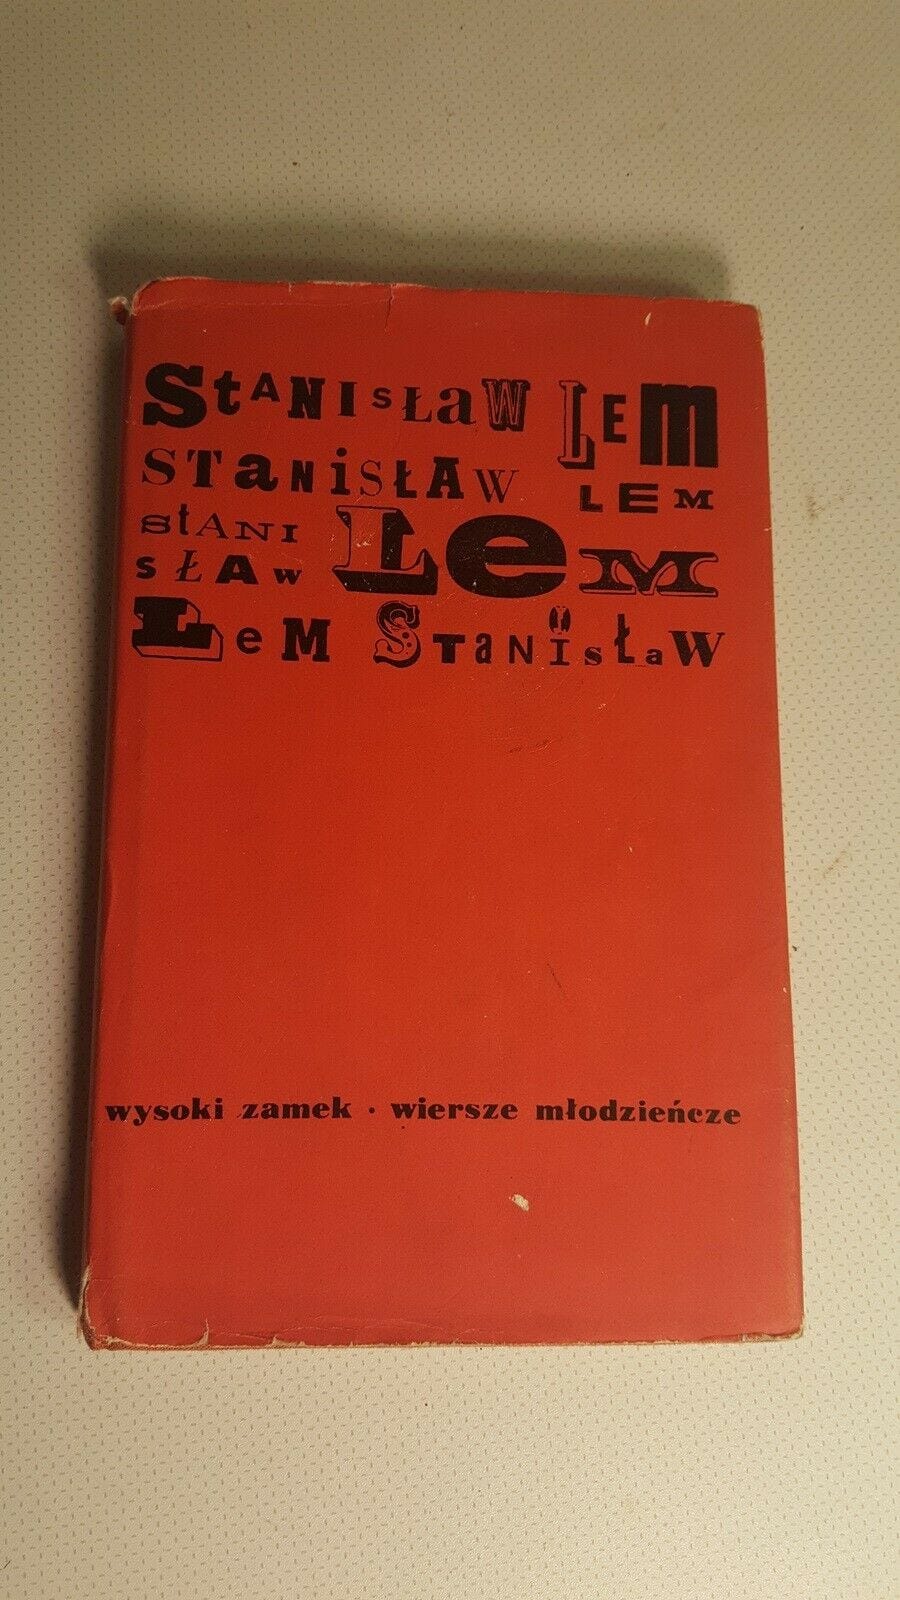 StANIsŁaW LEM
STaNiSŁAW LEM
StANI
sŁAw LeM
LeM STaNisŁaW
wysoki zamek · wiersze młodzieńcze